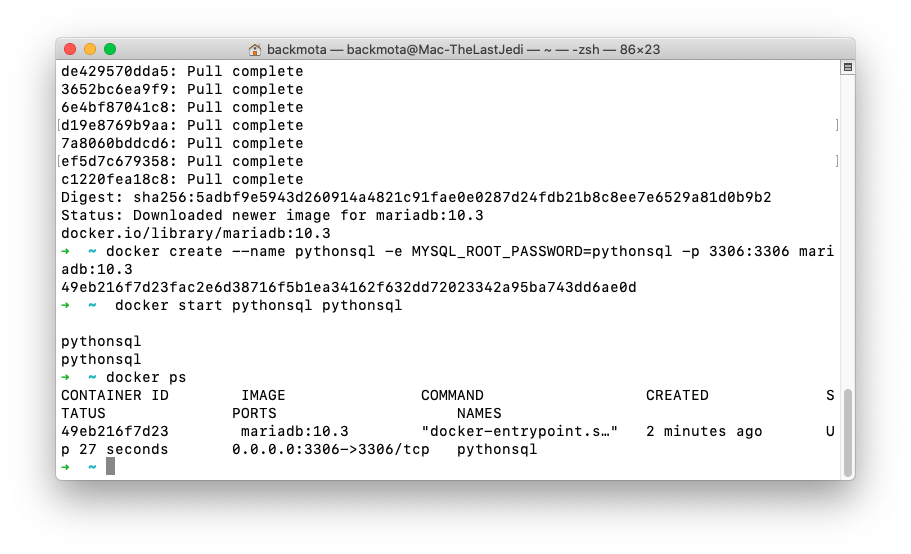 backmota — backmota@Mac-TheLastJedi — ~ — -zsh — 86×23
de429570dda5: Pull complete
3652bc6ea9f9: Pull complete
6e4bf87041c8: Pull complete
[d19e8769b9aa: Pull complete ]
7a8060bddcd6: Pull complete
[ef5d7c679358: Pull complete ]
c1220fea18c8: Pull complete
Digest: sha256:5adbf9e5943d260914a4821c91fae0e0287d24fdb21b8c8ee7e6529a81d0b9b2
Status: Downloaded newer image for mariadb:10.3
docker.io/library/mariadb:10.3
➜  ~ docker create --name pythonsql -e MYSQL_ROOT_PASSWORD=pythonsql -p 3306:3306 mari
adb:10.3
49eb216f7d23fac2e6d38716f5b1ea34162f632dd72023342a95ba743dd6ae0d
➜  ~  docker start pythonsql pythonsql
pythonsql
pythonsql
➜  ~ docker ps
CONTAINER ID        IMAGE               COMMAND                  CREATED             S
TATUS              PORTS                    NAMES
49eb216f7d23        mariadb:10.3        "docker-entrypoint.s…"   2 minutes ago       U
p 27 seconds       0.0.0.0:3306->3306/tcp   pythonsql
➜  ~